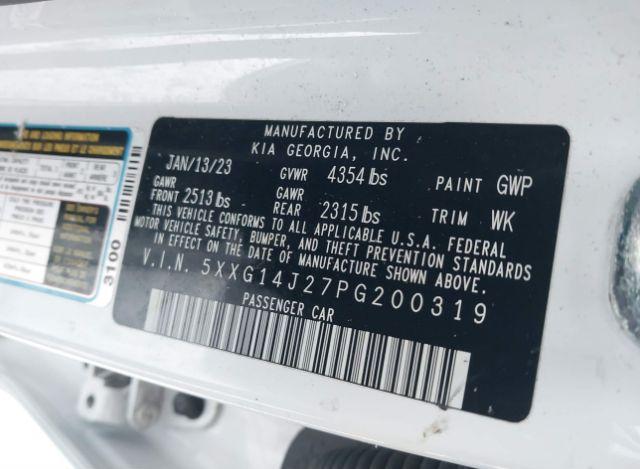 MANUFACTURED BY
KIA GEORGIA, INC.
JAN/13/23 GVWR 4354 lbs PAINT GWP
GAWR GAWR
FRONT 2513 lbs REAR 2315 lbs TRIM WK
THIS VEHICLE CONFORMS TO ALL APPLICABLE U.S.A. FEDERAL
MOTOR VEHICLE SAFETY, BUMPER, AND THEFT PREVENTION STANDARDS
IN EFFECT ON THE DATE OF MANUFACTURE SHOWN ABOVE.
V.I.N. 5XXG14J27PG200319
PASSENGER CAR
3100